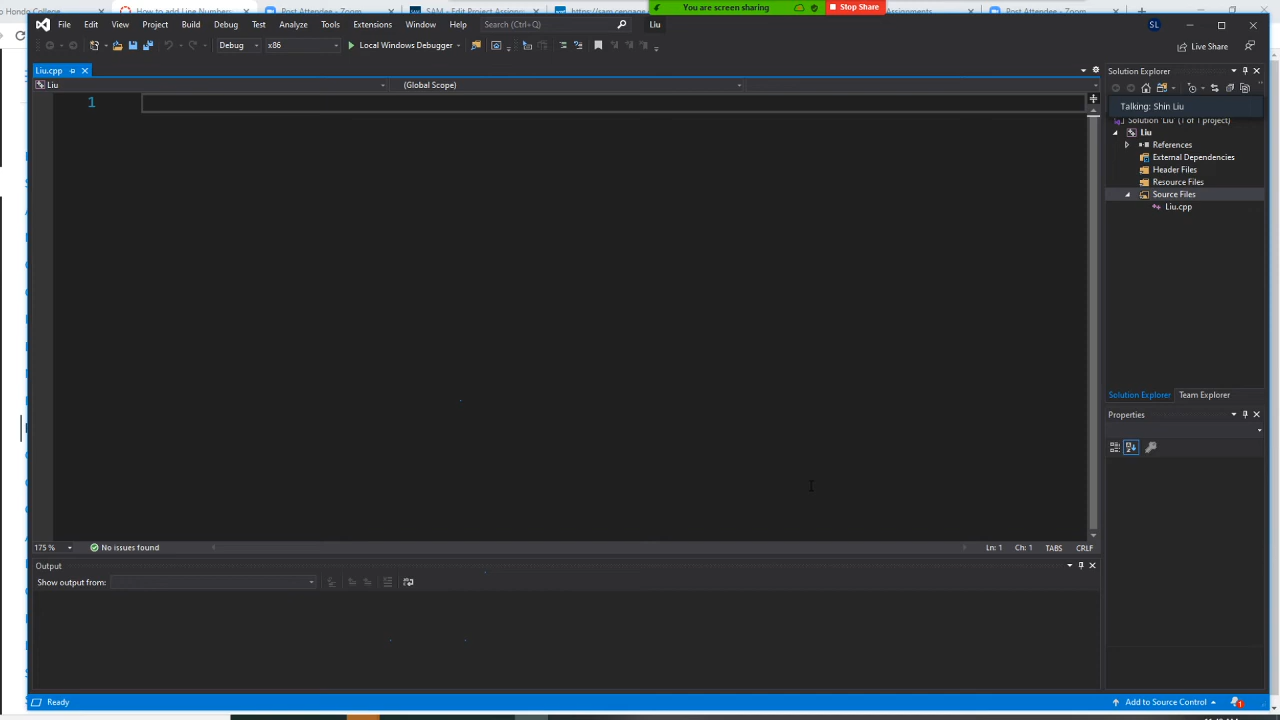 o Hondo College
How to add Line Numbers
Post Attendee - Zoom
SAM - Edit Project Assign
https://sam.cengage
You are screen sharing
Stop Share
Assignments
Post Attendee - Zoom
File Edit View Project Build Debug Test Analyze Tools Extensions Window Help Search (Ctrl+Q) Liu SL
Debug x86 Local Windows Debugger Live Share
Liu.cpp
Liu (Global Scope)
1
Solution Explorer
Talking: Shin Liu
Solution 'Liu' (1 of 1 project)
Liu
References
External Dependencies
Header Files
Resource Files
Source Files
Liu.cpp
Solution Explorer Team Explorer
Properties
175 % No issues found Ln: 1 Ch: 1 TABS CRLF
Output
Show output from:
Ready Add to Source Control 1